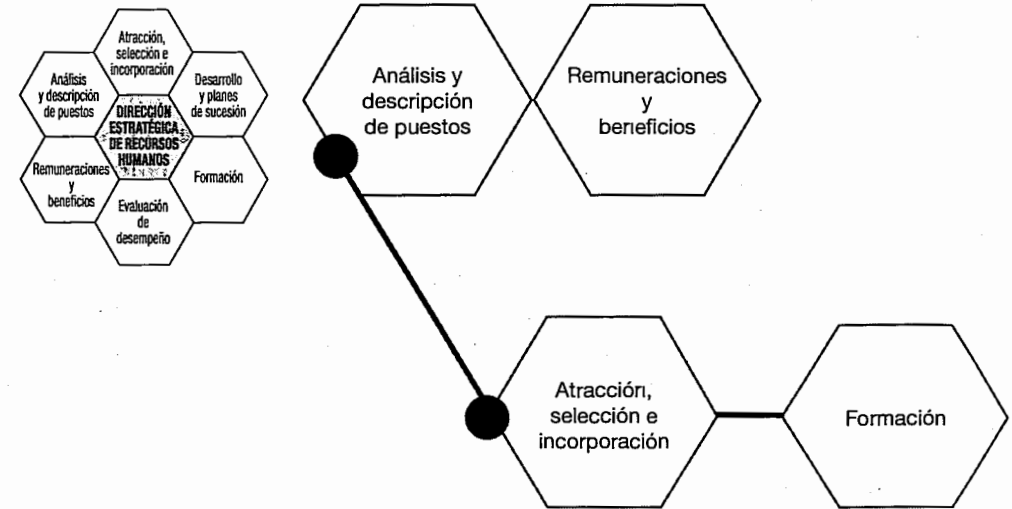 Atracción,
selección e
incorporación
Análisis
y descripción
de puestos
Desarrollo
y planes
de sucesión
DIRECCIÓN
ESTRATÉGICA
DE RECURSOS
HUMANOS
Remuneraciones
y
beneficios
Formación
Evaluación
de
desempeño
Análisis y
descripción
de puestos
Remuneraciones
y
beneficios
Atracción,
selección e
incorporación
Formación